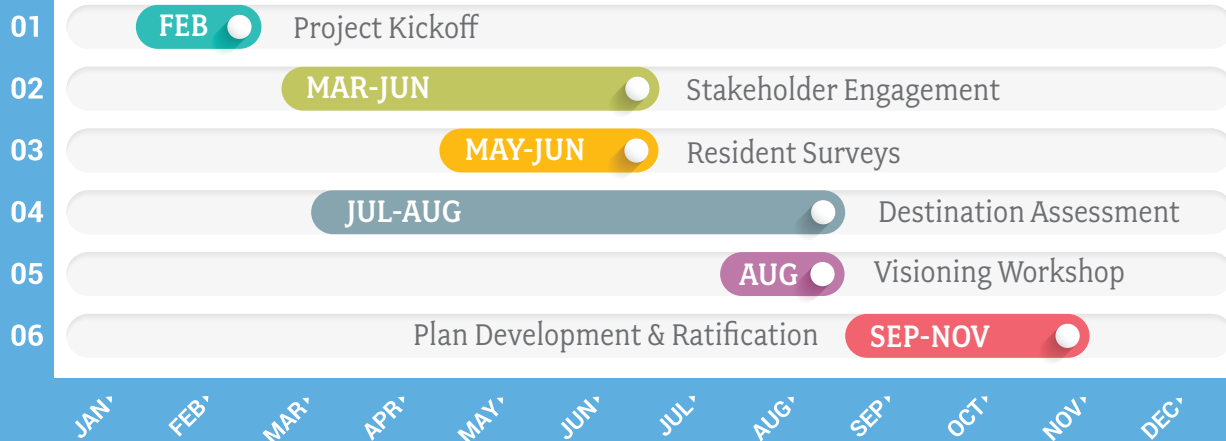 01 FEB Project Kickoff
02 MAR-JUN Stakeholder Engagement
03 MAY-JUN Resident Surveys
04 JUL-AUG Destination Assessment
05 AUG Visioning Workshop
06 Plan Development & Ratification SEP-NOV
JAN FEB MAR APR MAY JUN JUL AUG SEP OCT NOV DEC